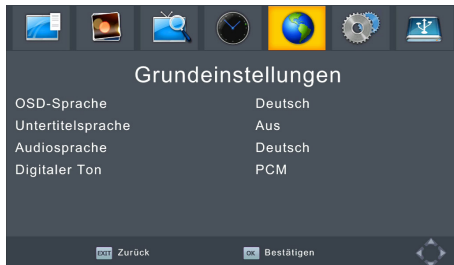 Grundeinstellungen
OSD-Sprache Deutsch
Untertitelsprache Aus
Audiosprache Deutsch
Digitaler Ton PCM
EXIT Zurück OK Bestätigen